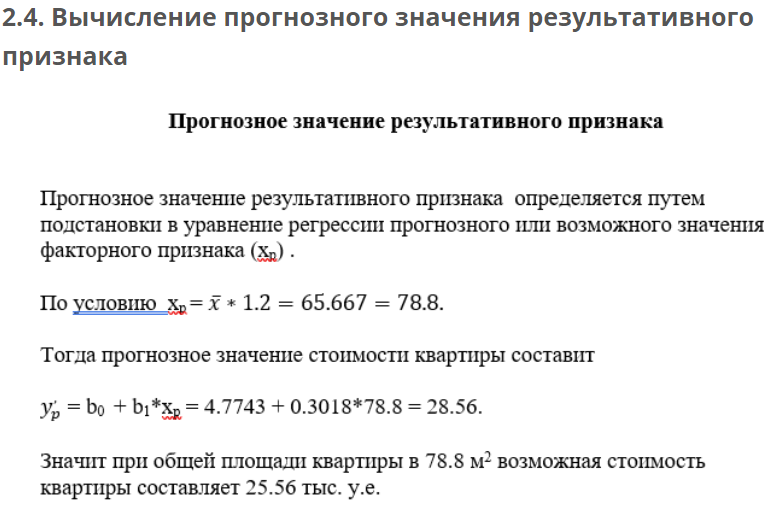 2.4. Вычисление прогнозного значения результативного
признака
Прогнозное значение результативного признака
Прогнозное значение результативного признака определяется путем
подстановки в уравнение регрессии прогнозного или возможного значения
факторного признака (xp) .
По условию xp = x̄ * 1.2 = 65.667 = 78.8.
Тогда прогнозное значение стоимости квартиры составит
y′p = b0 + b1*xp = 4.7743 + 0.3018*78.8 = 28.56.
Значит при общей площади квартиры в 78.8 м² возможная стоимость
квартиры составляет 25.56 тыс. у.е.